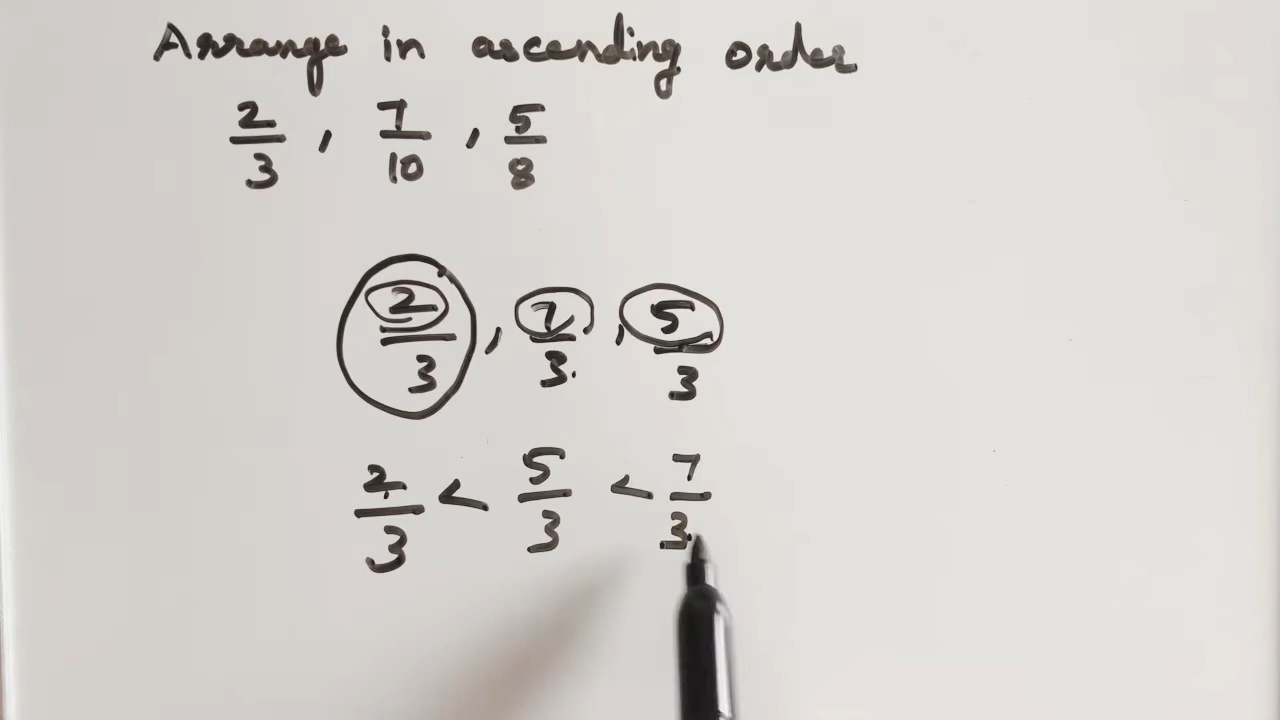 Arrange in ascending order
2/3 , 7/10 , 5/8
2/3 , 7/3 , 5/3
2/3 < 5/3 < 7/3